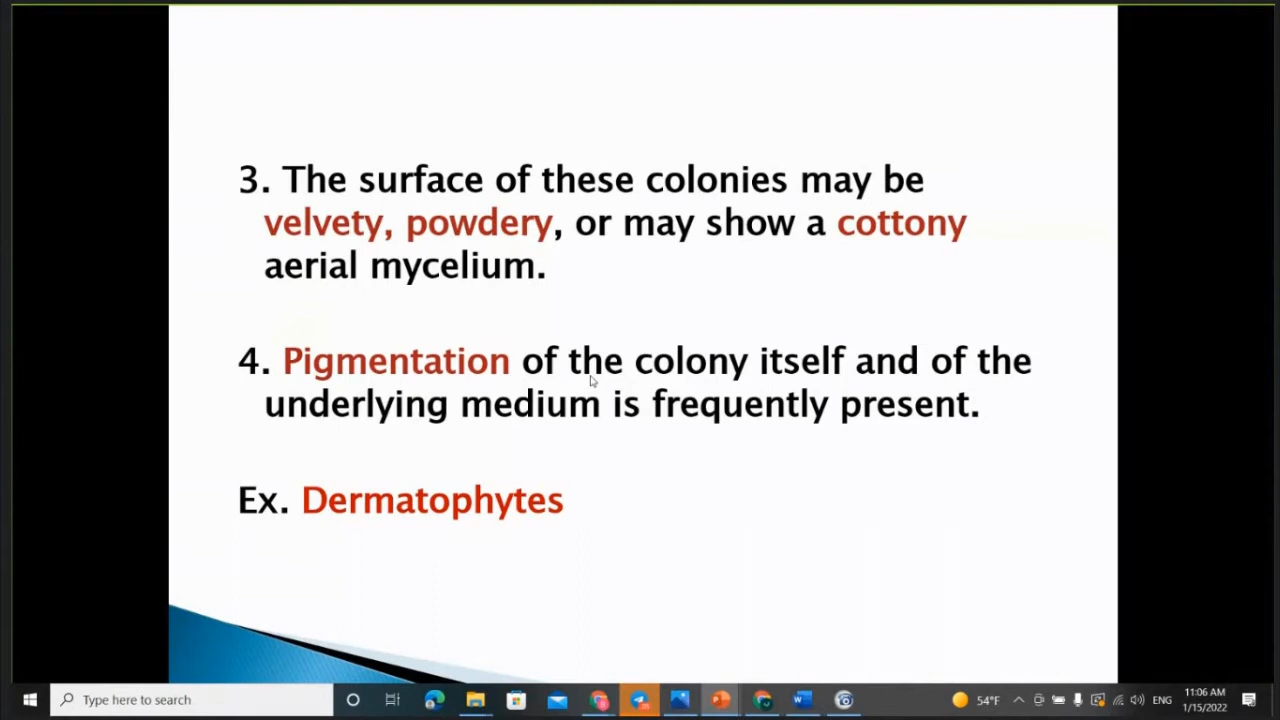 3. The surface of these colonies may be
velvety, powdery, or may show a cottony
aerial mycelium.
4. Pigmentation of the colony itself and of the
underlying medium is frequently present.
Ex. Dermatophytes
Type here to search
54°F
ENG
11:06 AM
1/15/2022